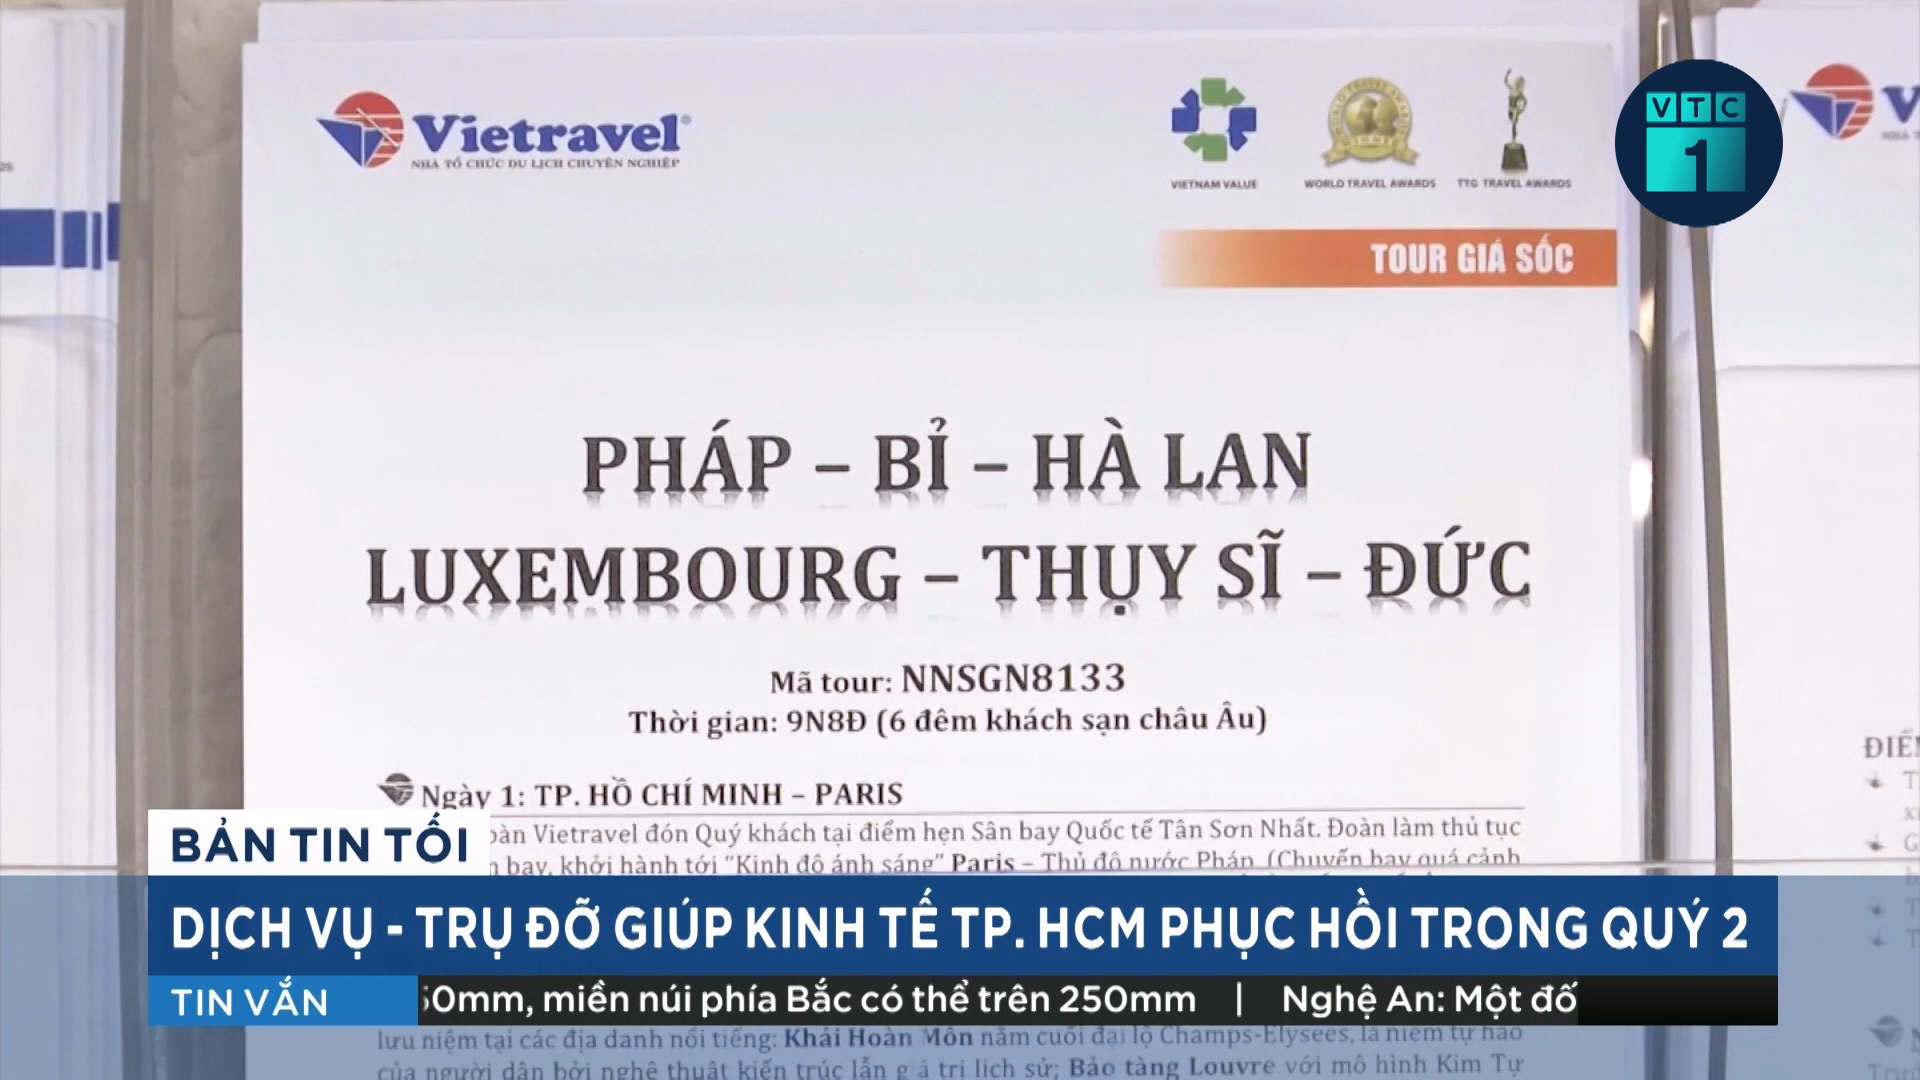 Vietravel®
NHÀ TỔ CHỨC DU LỊCH CHUYÊN NGHIỆP
VIETNAM VALUE
WORLD TRAVEL AWARDS
TTG TRAVEL AWARDS
VTC
1
TOUR GIÁ SỐC
PHÁP – BỈ – HÀ LAN
LUXEMBOURG – THỤY SĨ – ĐỨC
Mã tour: NNSGN8133
Thời gian: 9N8Đ (6 đêm khách sạn châu Âu)
Ngày 1: TP. HỒ CHÍ MINH – PARIS
Vietravel đón Quý khách tại điểm hẹn Sân bay Quốc tế Tân Sơn Nhất. Đoàn làm thủ tục
bay, khởi hành tới "Kinh đô ánh sáng" Paris – Thủ đô nước Pháp. (Chuyến bay quá cảnh
BẢN TIN TỐI
DỊCH VỤ - TRỤ ĐỠ GIÚP KINH TẾ TP. HCM PHỤC HỒI TRONG QUÝ 2
TIN VẮN
50mm, miền núi phía Bắc có thể trên 250mm | Nghệ An: Một đố
lưu niệm tại các địa danh nổi tiếng: Khải Hoàn Môn nằm cuối đại lộ Champs-Elysees, là niềm tự hào
của người dân bởi nghệ thuật kiến trúc lẫn giá trị lịch sử; Bảo tàng Louvre với mô hình Kim Tự